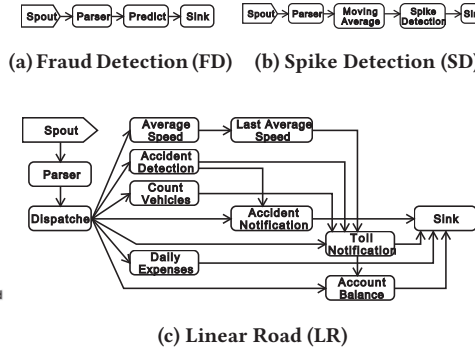 Spout Parser Predict Sink
Spout Parser Moving Average Spike Detection Sin
(a) Fraud Detection (FD) (b) Spike Detection (SD)
Spout
Parser
Dispatche
Average Speed
Last Average Speed
Accident Detection
Count Vehicles
Accident Notification
Sink
Toll Notification
Daily Expenses
Account Balance
(c) Linear Road (LR)